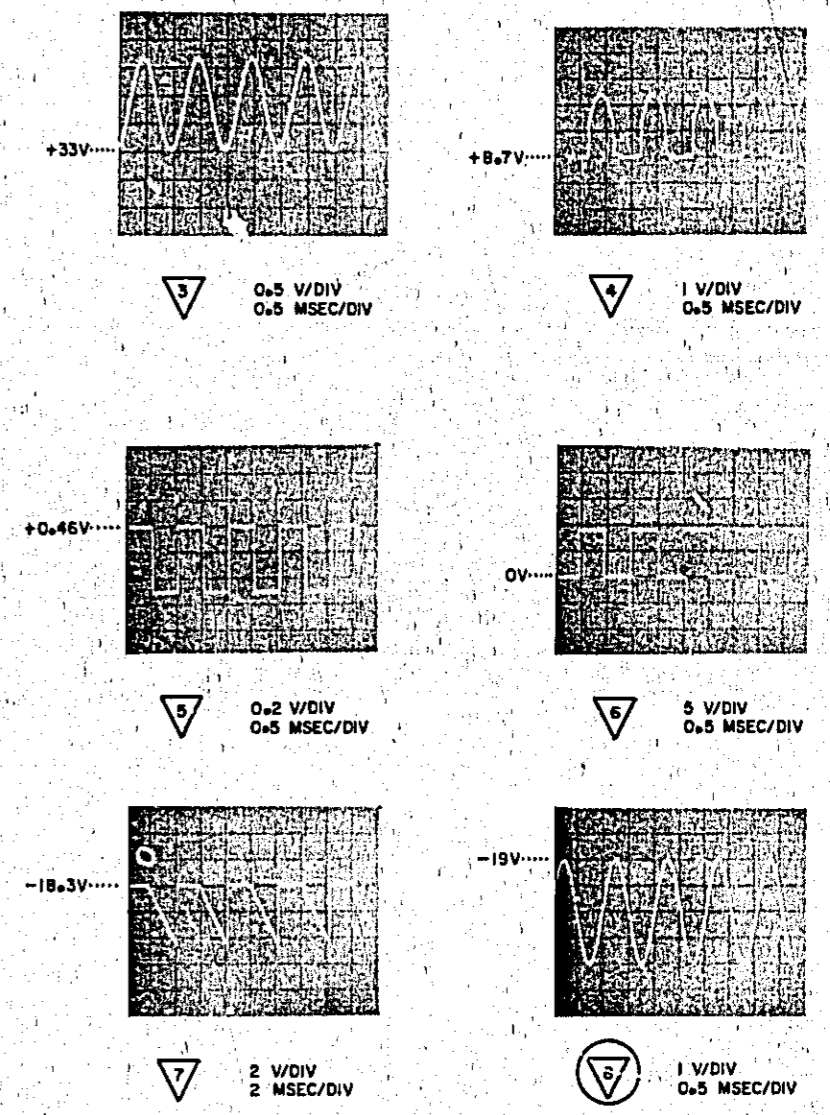 +33V.....
+8.7V.....
3 0.5 V/DIV
0.5 MSEC/DIV
4 1 V/DIV
0.5 MSEC/DIV
+0.46V.....
0V.....
5 0.2 V/DIV
0.5 MSEC/DIV
6 5 V/DIV
0.5 MSEC/DIV
-18.3V.....
-19V.....
7 2 V/DIV
2 MSEC/DIV
1 V/DIV
0.5 MSEC/DIV